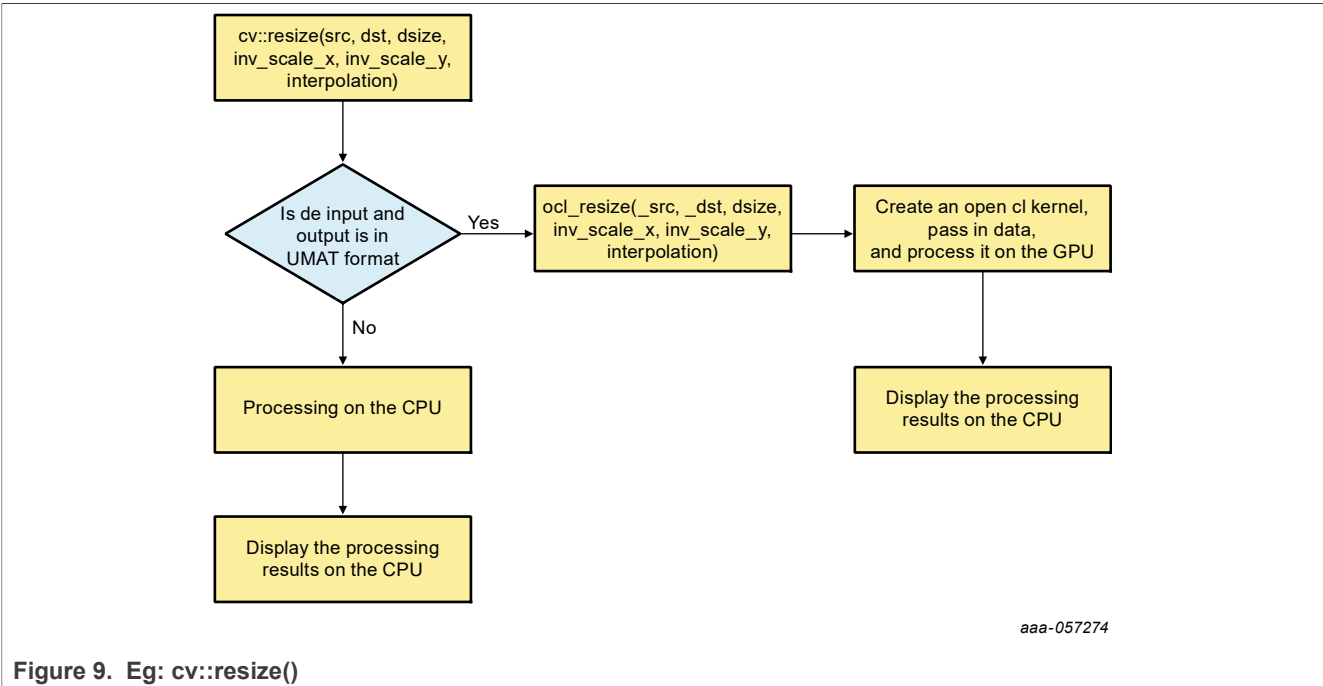 cv::resize(src, dst, dsize,
inv_scale_x, inv_scale_y,
interpolation)
Is de input and
output is in
UMAT format
Yes
ocl_resize(_src, _dst, dsize,
inv_scale_x, inv_scale_y,
interpolation)
Create an open cl kernel,
pass in data,
and process it on the GPU
No
Processing on the CPU
Display the processing
results on the CPU
Display the processing
results on the CPU
aaa-057274
Figure 9. Eg: cv::resize()